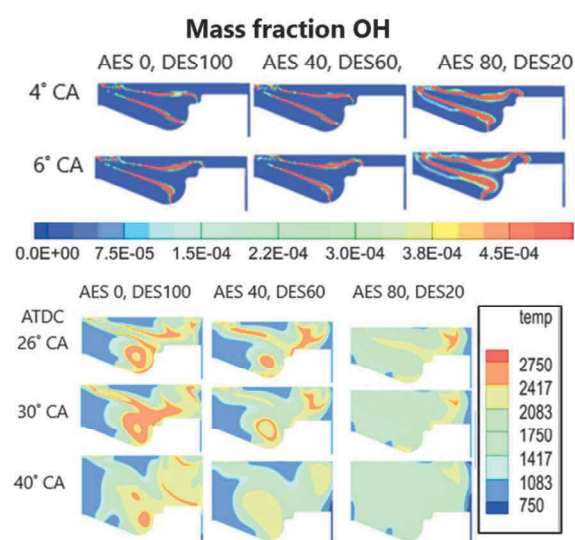 Mass fraction OH
AES 0, DES100 AES 40, DES60, AES 80, DES20
4° CA
6° CA
0.0E+00 7.5E-05 1.5E-04 2.2E-04 3.0E-04 3.8E-04 4.5E-04
AES 0, DES100 AES 40, DES60 AES 80, DES20
ATDC
26° CA
30° CA
40° CA
temp
2750
2417
2083
1750
1417
1083
750